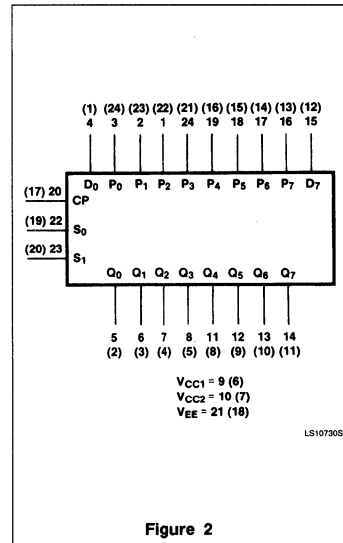 (1) (24) (23) (22) (21) (16) (15) (14) (13) (12)
4 3 2 1 24 19 18 17 16 15
D0 P0 P1 P2 P3 P4 P5 P6 P7 D7
(17) 20 CP
(19) 22 S0
(20) 23 S1
Q0 Q1 Q2 Q3 Q4 Q5 Q6 Q7
5 6 7 8 11 12 13 14
(2) (3) (4) (5) (8) (9) (10) (11)
VCC1 = 9 (6)
VCC2 = 10 (7)
VEE = 21 (18)
LS10730S
Figure 2